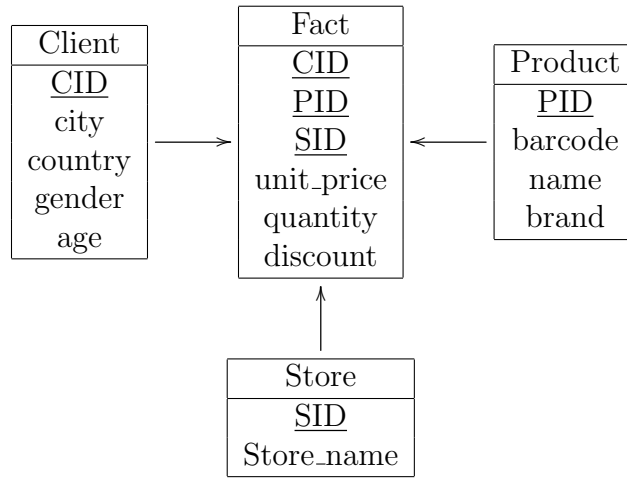 Client
CID
city
country
gender
age
Fact
CID
PID
SID
unit_price
quantity
discount
Product
PID
barcode
name
brand
Store
SID
Store_name